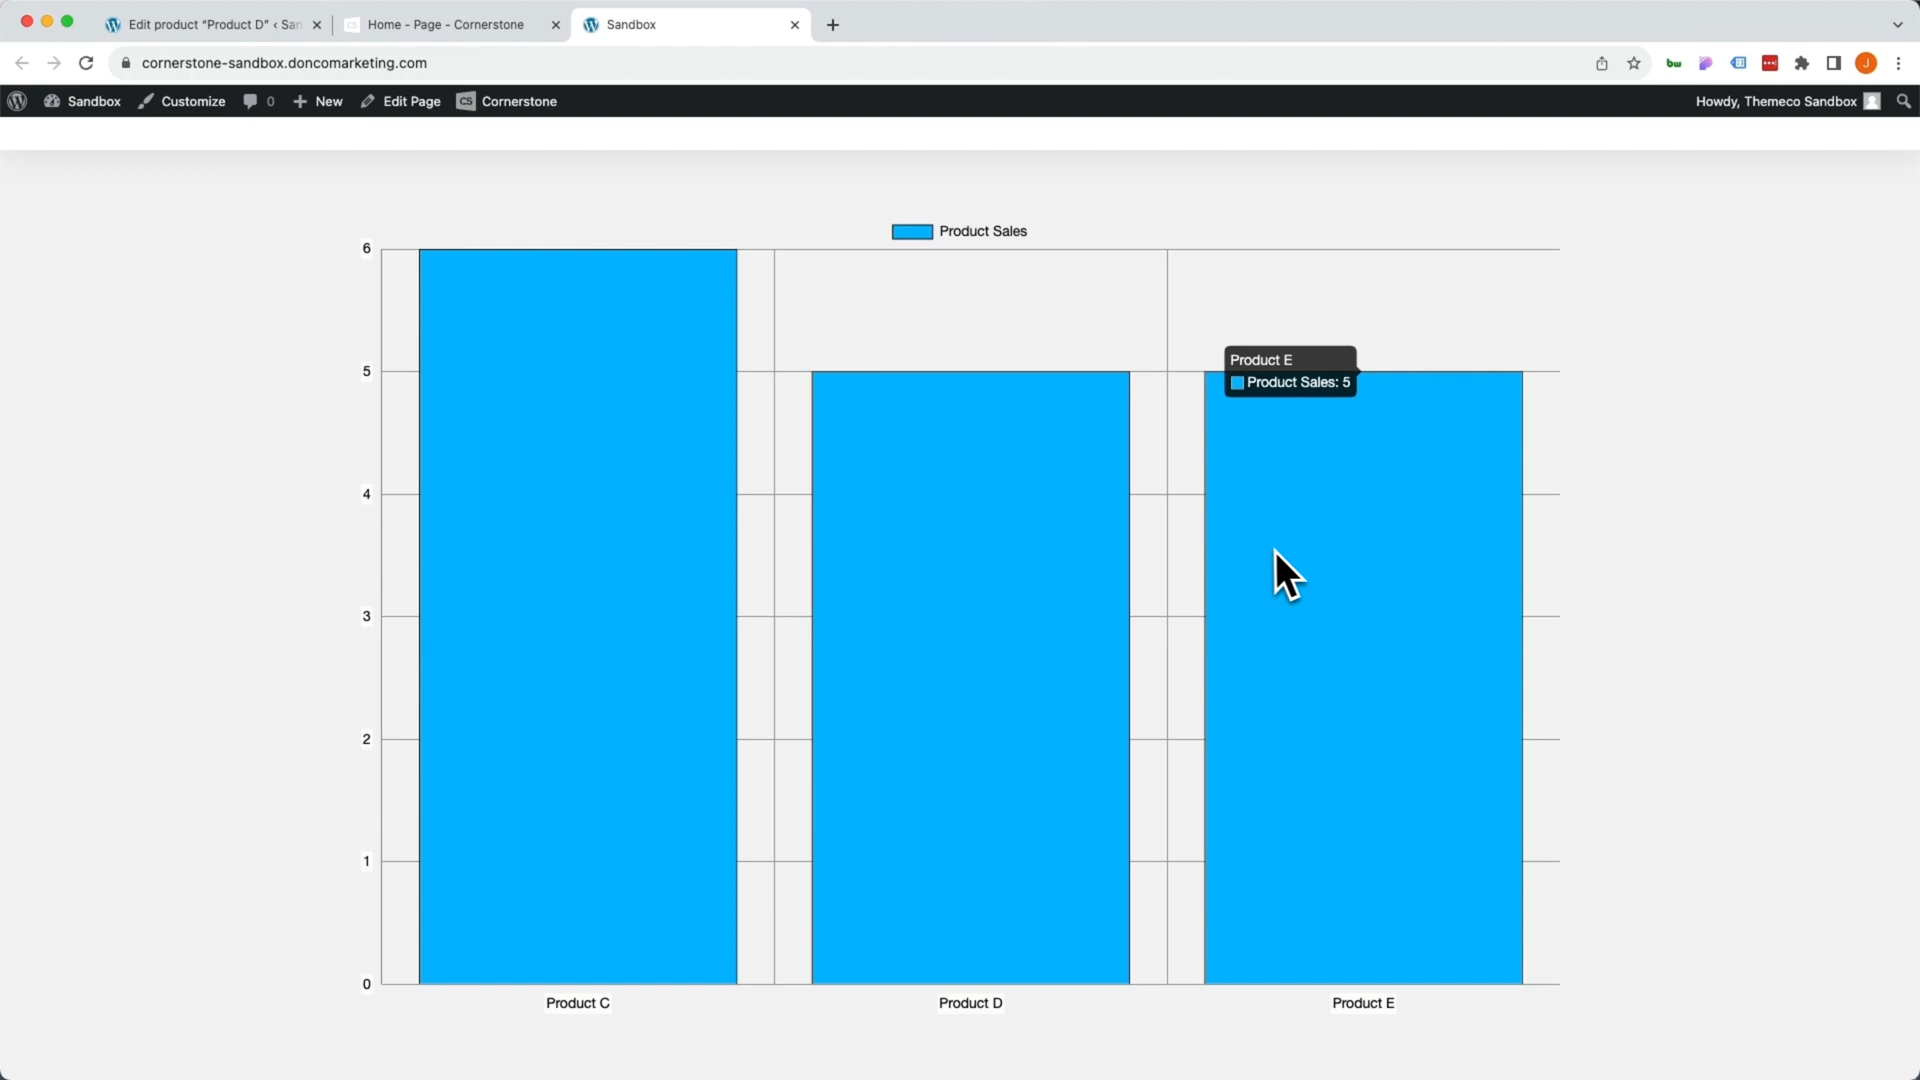 Edit product “Product D” ‹ San
Home - Page - Cornerstone
Sandbox
cornerstone-sandbox.doncomarketing.com
bw
J
Sandbox
Customize
0
New
Edit Page
CS
Cornerstone
Howdy, Themeco Sandbox
Product Sales
6
5
4
3
2
1
0
Product E
Product Sales: 5
Product C
Product D
Product E